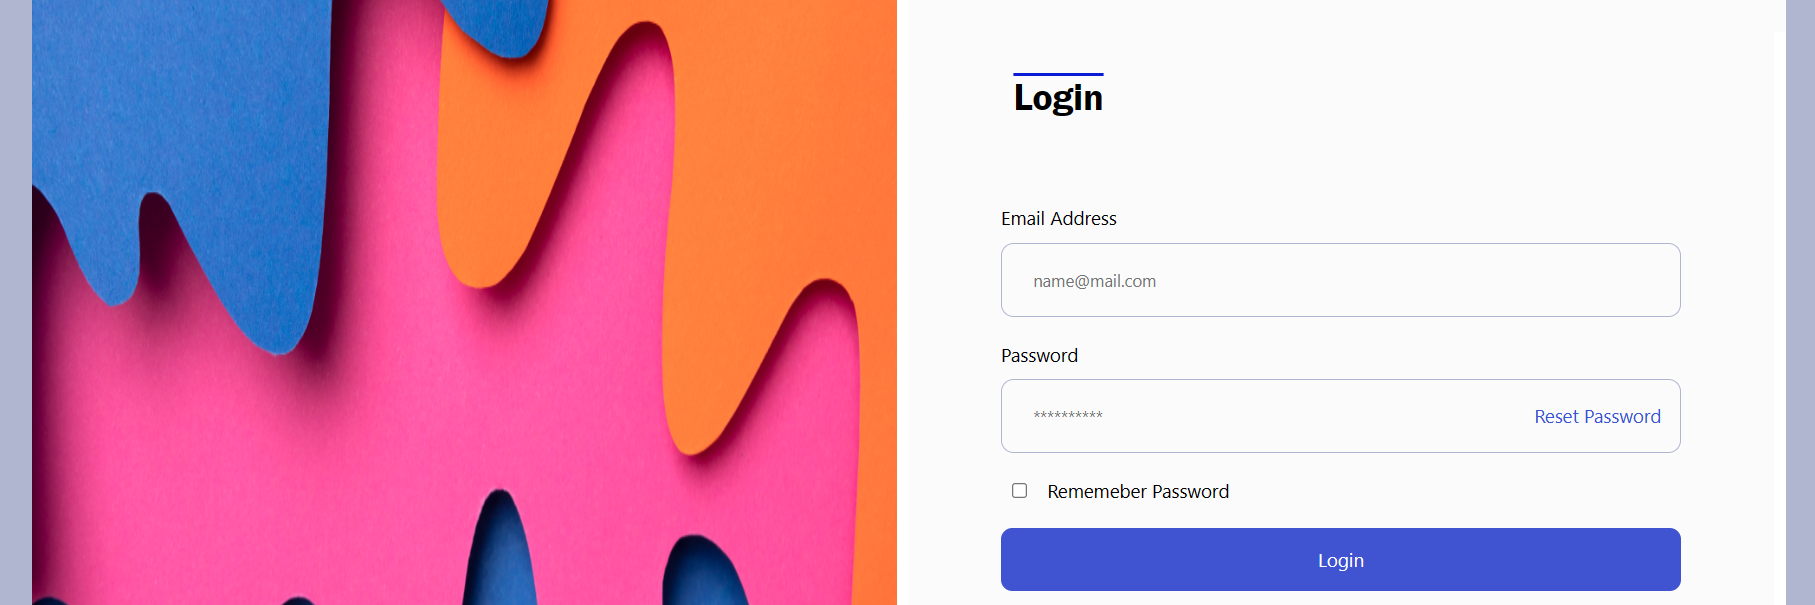 Login
Email Address
name@mail.com
Password
**********
Reset Password
Rememeber Password
Login